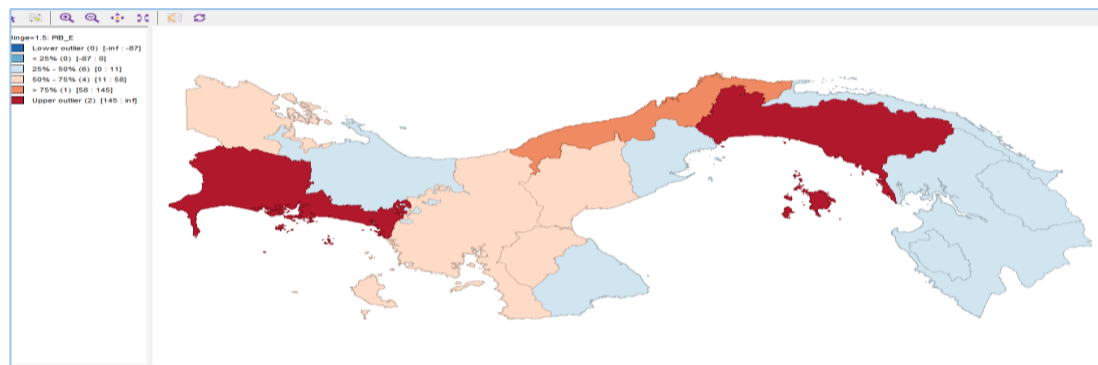 Hinge=1.5: PIB_E
Lower outlier (0) [-inf : -87]
< 25% (0) [-87 : 0]
25% - 50% (6) [0 : 11]
50% - 75% (4) [11 : 58]
> 75% (1) [58 : 145]
Upper outlier (2) [145 : inf]